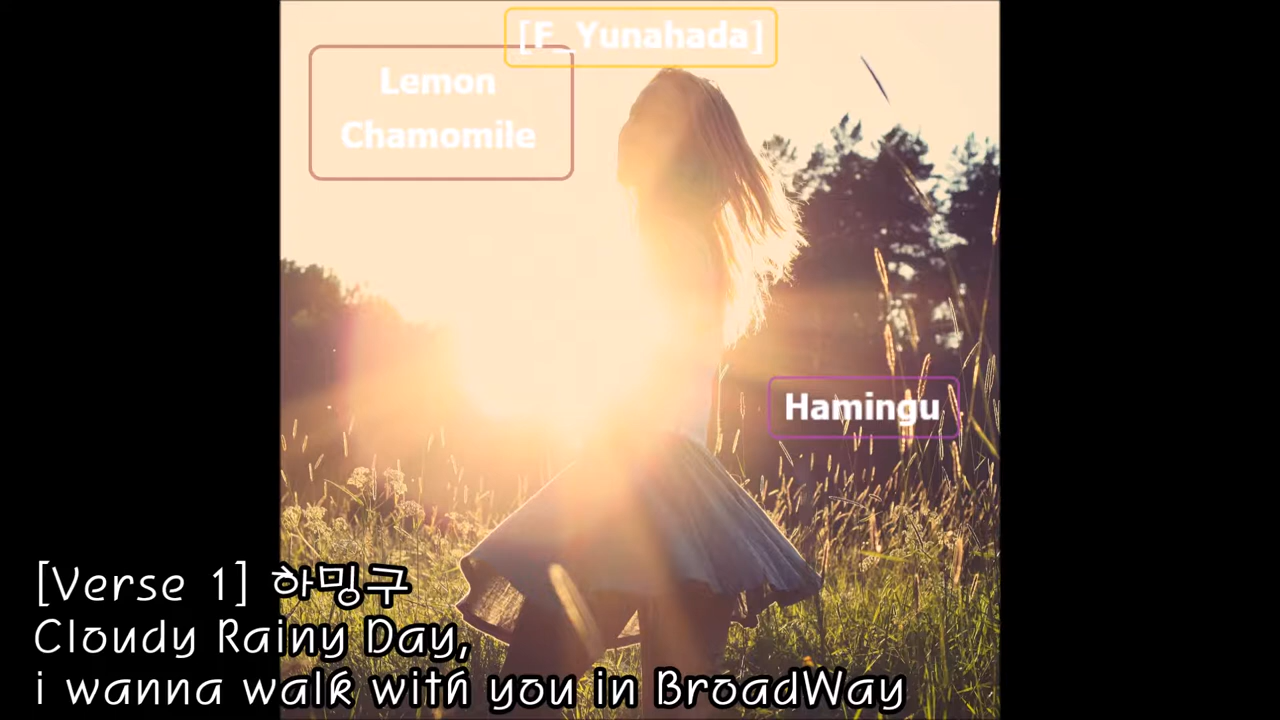 [F_Yunahada]
Lemon
Chamomile
Hamingu
[Verse 1] 하밍구
Cloudy Rainy Day,
i wanna walk with you in BroadWay